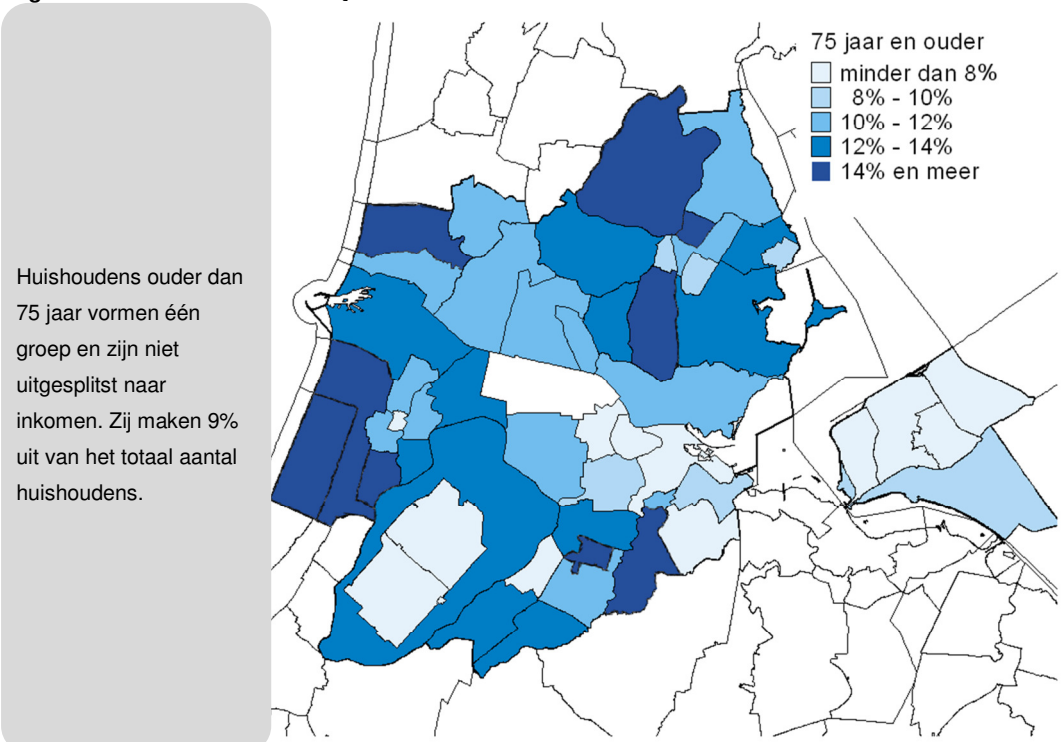 Huishoudens ouder dan
75 jaar vormen één
groep en zijn niet
uitgesplitst naar
inkomen. Zij maken 9%
uit van het totaal aantal
huishoudens.
75 jaar en ouder
minder dan 8%
8% - 10%
10% - 12%
12% - 14%
14% en meer